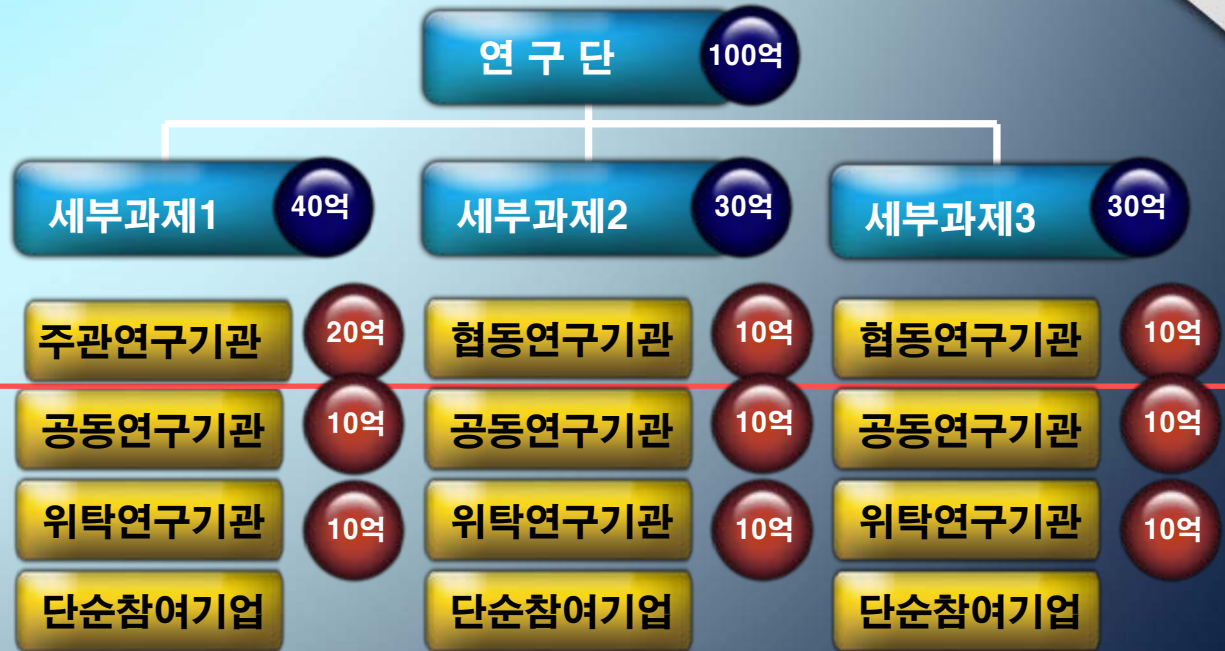 연 구 단 100억
세부과제1 40억 세부과제2 30억 세부과제3 30억
주관연구기관 20억 협동연구기관 10억 협동연구기관 10억
공동연구기관 10억 공동연구기관 10억 공동연구기관 10억
위탁연구기관 10억 위탁연구기관 10억 위탁연구기관 10억
단순참여기업 단순참여기업 단순참여기업